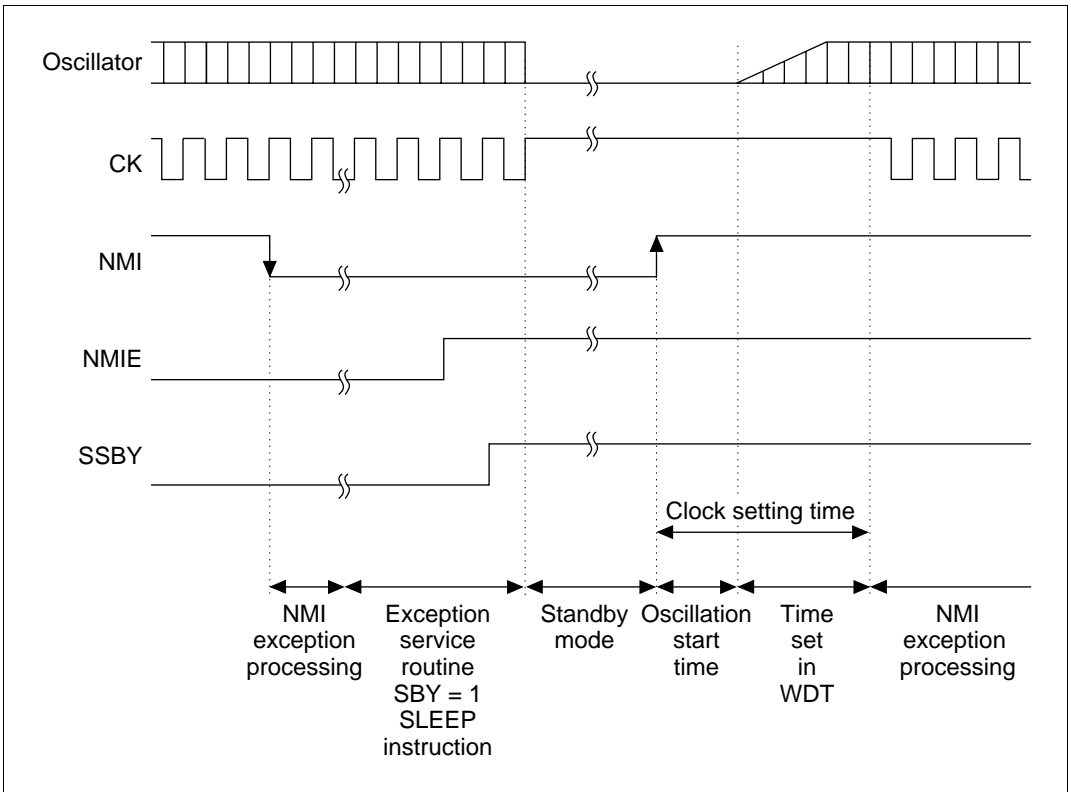 Oscillator
CK
NMI
NMIE
SSBY
Clock setting time
NMI
exception
processing
Exception
service
routine
SBY = 1
SLEEP
instruction
Standby
mode
Oscillation
start
time
Time
set
in
WDT
NMI
exception
processing